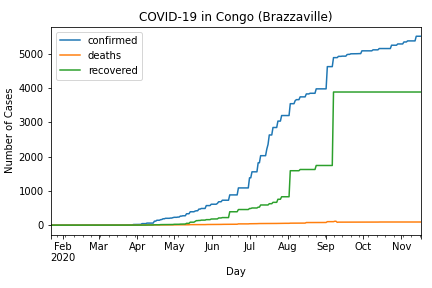 COVID-19 in Congo (Brazzaville)
confirmed
deaths
recovered
Number of Cases
5000
4000
3000
2000
1000
0
Feb Mar Apr May Jun Jul Aug Sep Oct Nov
2020
Day